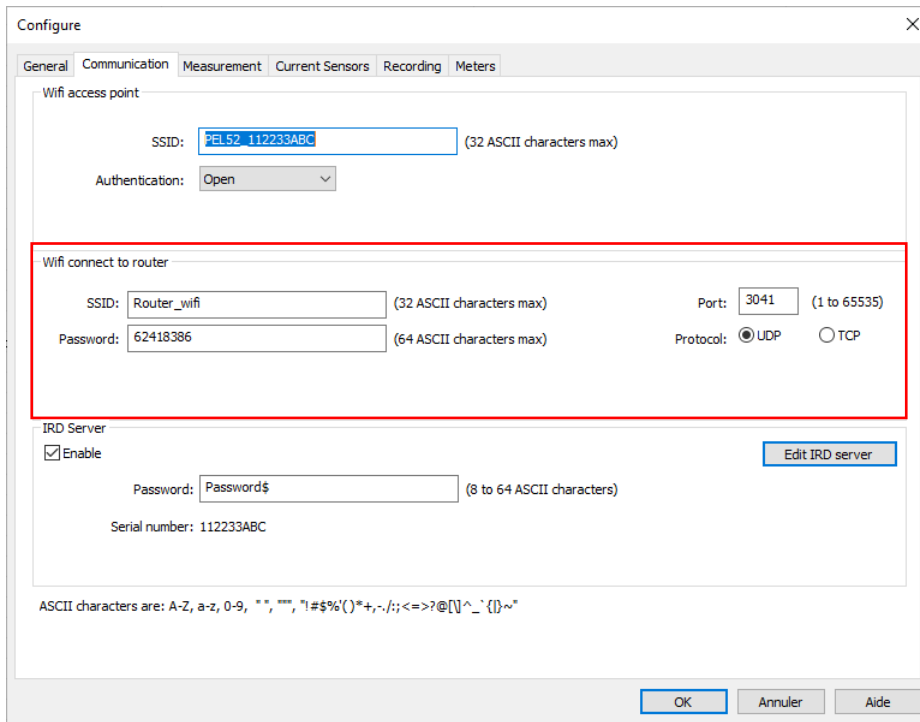 Configure
General Communication Measurement Current Sensors Recording Meters
Wifi access point
SSID: PEL52_112233ABC (32 ASCII characters max)
Authentication: Open
Wifi connect to router
SSID: Router_wifi (32 ASCII characters max) Port: 3041 (1 to 65535)
Password: 62418386 (64 ASCII characters max) Protocol: UDP TCP
IRD Server
Enable Edit IRD server
Password: Password$ (8 to 64 ASCII characters)
Serial number: 112233ABC
ASCII characters are: A-Z, a-z, 0-9, " ", """, "!#$%'()*+,-./:;<=>?@[\]^_`{|}~"
OK Annuler Aide